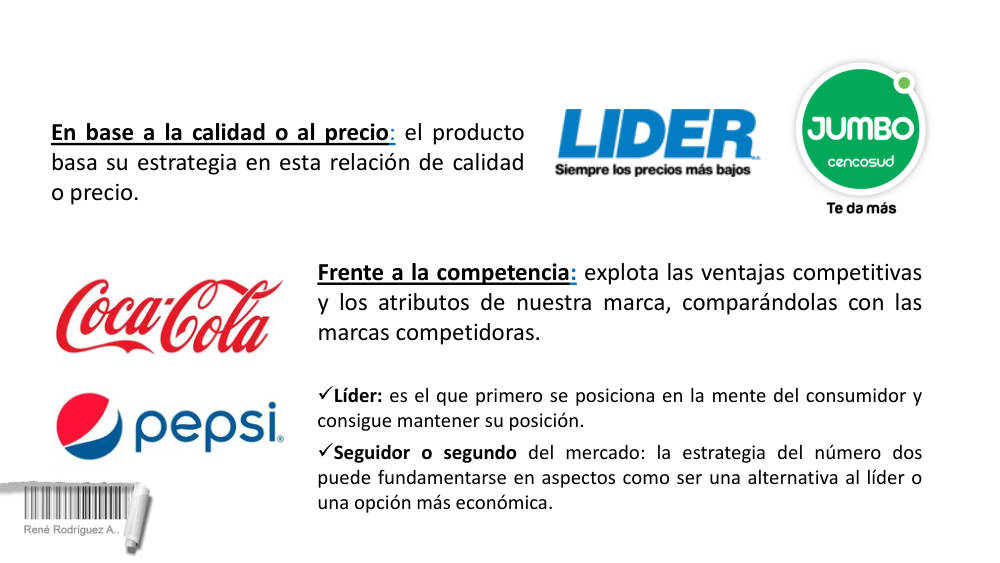 En base a la calidad o al precio: el producto
basa su estrategia en esta relación de calidad
o precio.
LIDER
Siempre los precios más bajos
JUMBO
cencosud
Te da más
Frente a la competencia: explota las ventajas competitivas
y los atributos de nuestra marca, comparándolas con las
marcas competidoras.
Coca-Cola
pepsi®
✓Líder: es el que primero se posiciona en la mente del consumidor y
consigue mantener su posición.
✓Seguidor o segundo del mercado: la estrategia del número dos
puede fundamentarse en aspectos como ser una alternativa al líder o
una opción más económica.
René Rodríguez A..